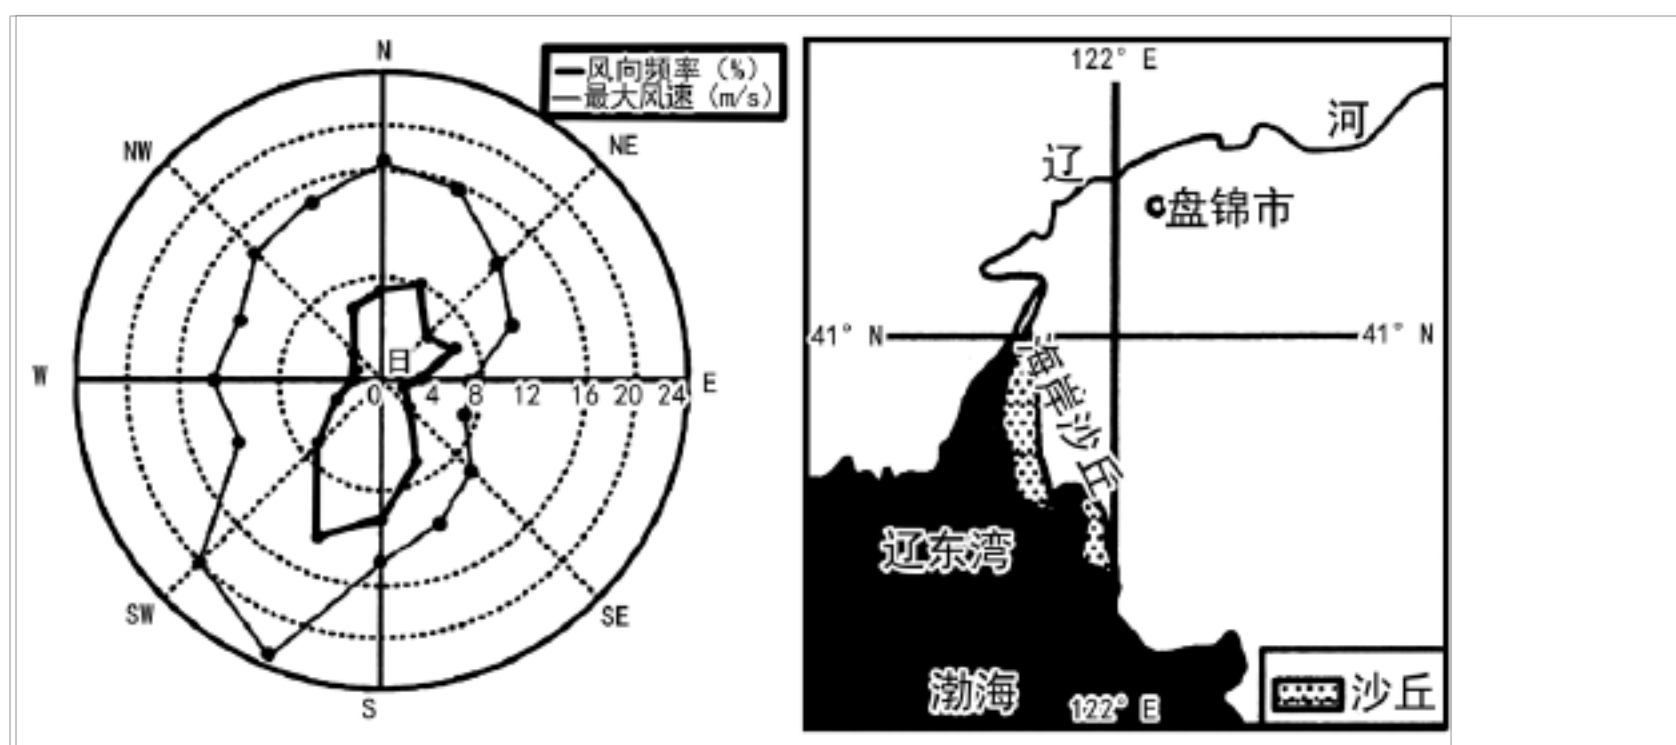 N
风向频率（%）
最大风速（m/s）
NW
NE
W
日
0 4 8 12 16 20 24
E
SW
SE
S
122° E
河
辽
盘锦市
41° N
41° N
海岸沙丘
辽东湾
渤海
122° E
沙丘